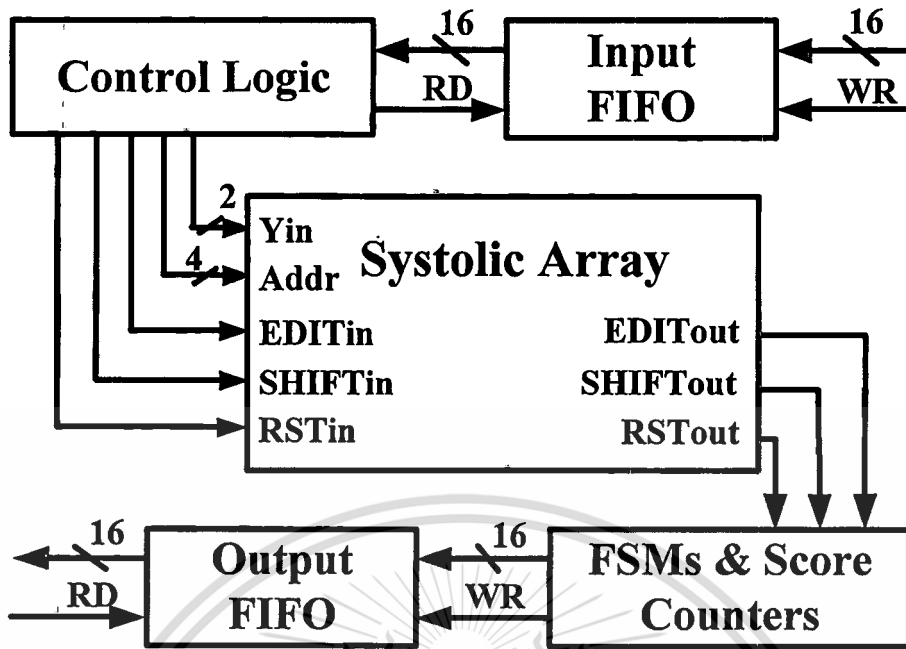 16
16
Control Logic
Input
FIFO
RD
WR
2
Yin
Systolic Array
4
Addr
EDITin
EDITout
SHIFTin
SHIFTout
RSTin
RSTout
16
Output
FIFO
RD
16
WR
FSMs & Score
Counters